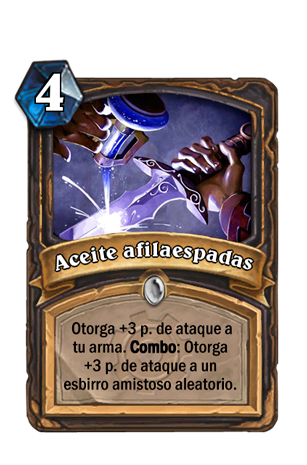 4
Aceite afilaespadas
Otorga +3 p. de ataque a
tu arma. Combo: Otorga
+3 p. de ataque a un
esbirro amistoso aleatorio.